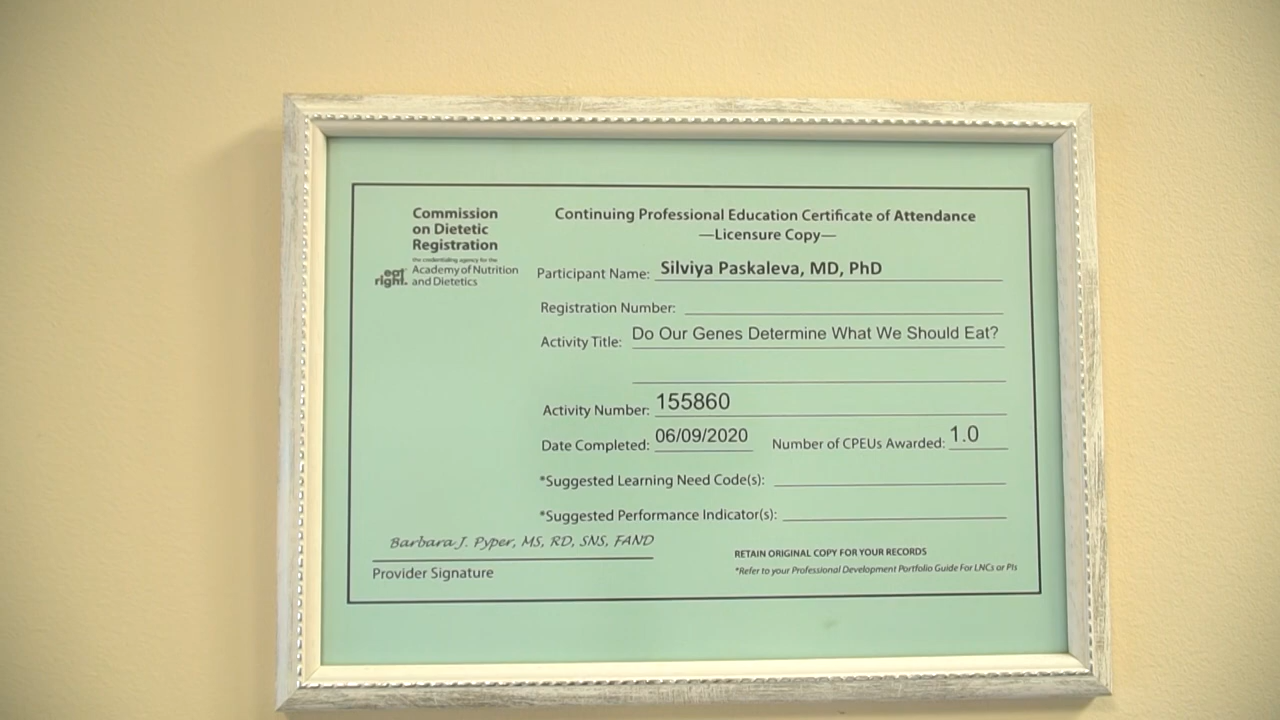 Commission
on Dietetic
Registration
the credentialing agency for the
eat right. Academy of Nutrition
and Dietetics
Continuing Professional Education Certificate of Attendance
—Licensure Copy—
Participant Name: Silviya Paskaleva, MD, PhD
Registration Number:
Activity Title: Do Our Genes Determine What We Should Eat?
Activity Number: 155860
Date Completed: 06/09/2020 Number of CPEUs Awarded: 1.0
*Suggested Learning Need Code(s):
*Suggested Performance Indicator(s):
Barbara J. Pyper, MS, RD, SNS, FAND
Provider Signature
RETAIN ORIGINAL COPY FOR YOUR RECORDS
*Refer to your Professional Development Portfolio Guide For LNCs or PIs